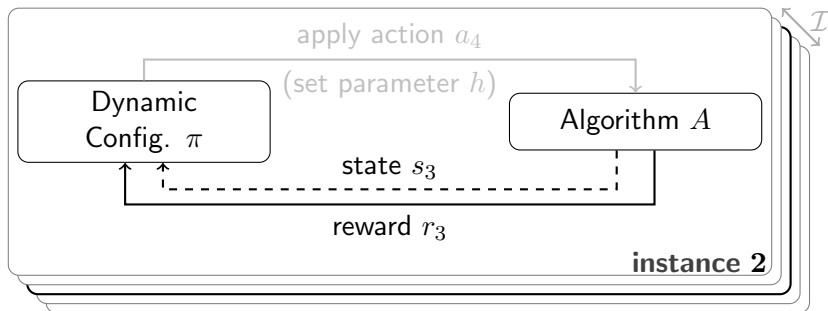 apply action a₄
𝓘
(set parameter h)
Dynamic
Config. π
Algorithm A
state s₃
reward r₃
instance 2